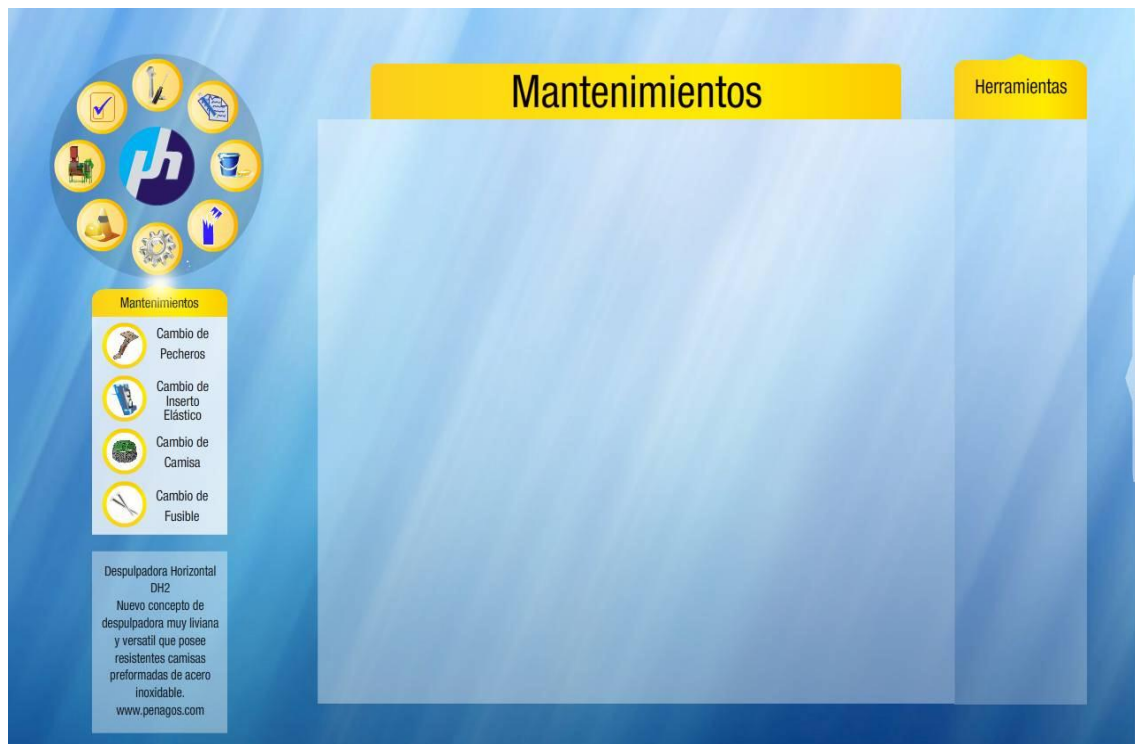 Mantenimientos
Herramientas
ph
Mantenimientos
Cambio de
Pecheros
Cambio de
Inserto
Elástico
Cambio de
Camisa
Cambio de
Fusible
Despulpadora Horizontal
DH2
Nuevo concepto de
despulpadora muy liviana
y versatil que posee
resistentes camisas
preformadas de acero
inoxidable.
www.penagos.com